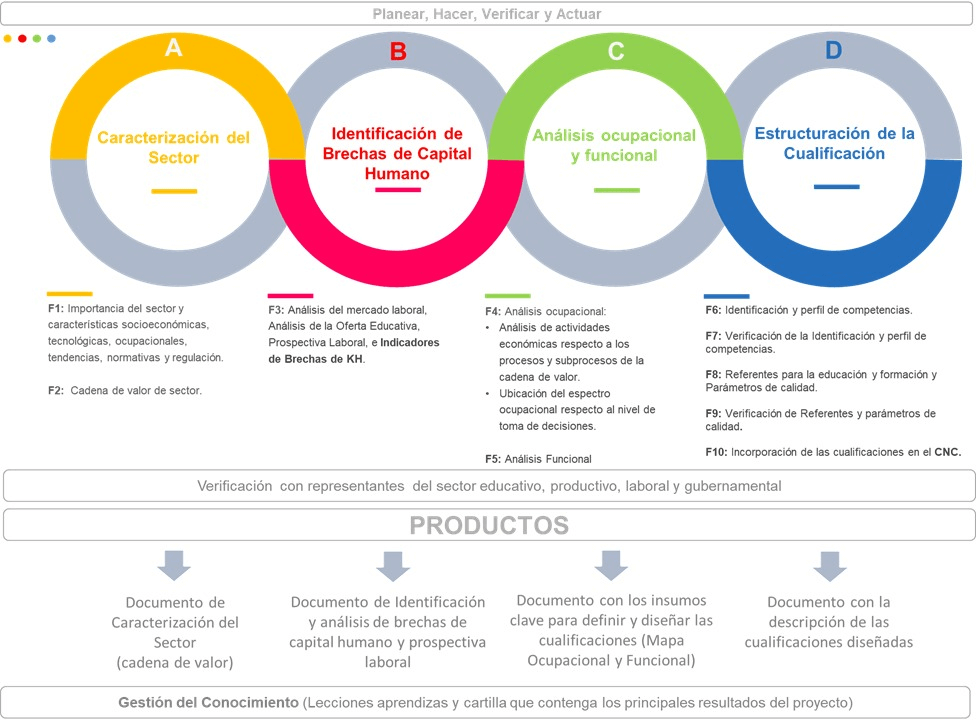 Planear, Hacer, Verificar y Actuar
A
Caracterización del
Sector
B
Identificación de
Brechas de Capital
Humano
C
Análisis ocupacional
y funcional
D
Estructuración de la
Cualificación
F1: Importancia del sector y
características socioeconómicas,
tecnológicas, ocupacionales,
tendencias, normativas y regulación.
F2: Cadena de valor de sector.
F3: Análisis del mercado laboral,
Análisis de la Oferta Educativa,
Prospectiva Laboral, e Indicadores
de Brechas de KH.
F4: Análisis ocupacional:
• Análisis de actividades
económicas respecto a los
procesos y subprocesos de la
cadena de valor.
• Ubicación del espectro
ocupacional respecto al nivel de
toma de decisiones.
F5: Análisis Funcional
F6: Identificación y perfil de competencias.
F7: Verificación de la Identificación y perfil de
competencias.
F8: Referentes para la educación y formación y
Parámetros de calidad.
F9: Verificación de Referentes y parámetros de
calidad.
F10: Incorporación de las cualificaciones en el CNC.
Verificación con representantes del sector educativo, productivo, laboral y gubernamental
PRODUCTOS
Documento de
Caracterización del
Sector
(cadena de valor)
Documento de Identificación
y análisis de brechas de
capital humano y prospectiva
laboral
Documento con los insumos
clave para definir y diseñar las
cualificaciones (Mapa
Ocupacional y Funcional)
Documento con la
descripción de las
cualificaciones diseñadas
Gestión del Conocimiento (Lecciones aprendizas y cartilla que contenga los principales resultados del proyecto)